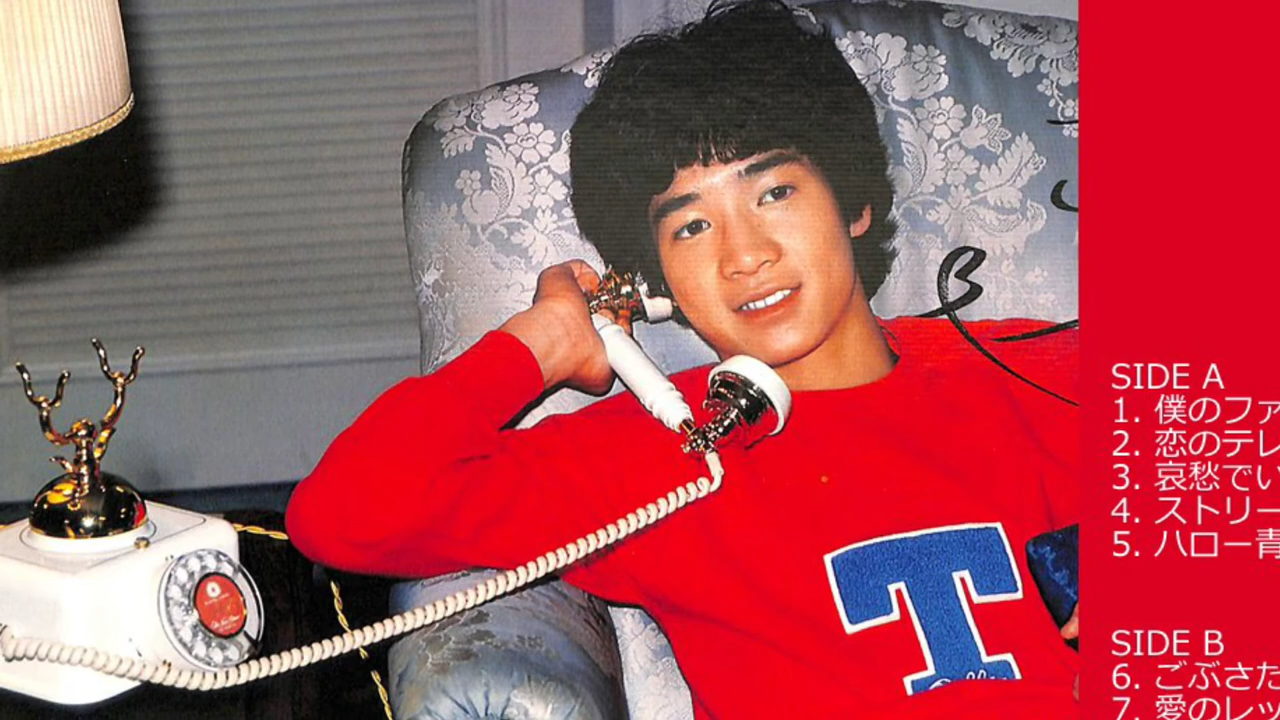 T
SIDE A
1. 僕のファ
2. 恋のテレ
3. 哀愁でい
4. ストリー
5. ハロー青
SIDE B
6. ごぶさた
7. 愛のレッ